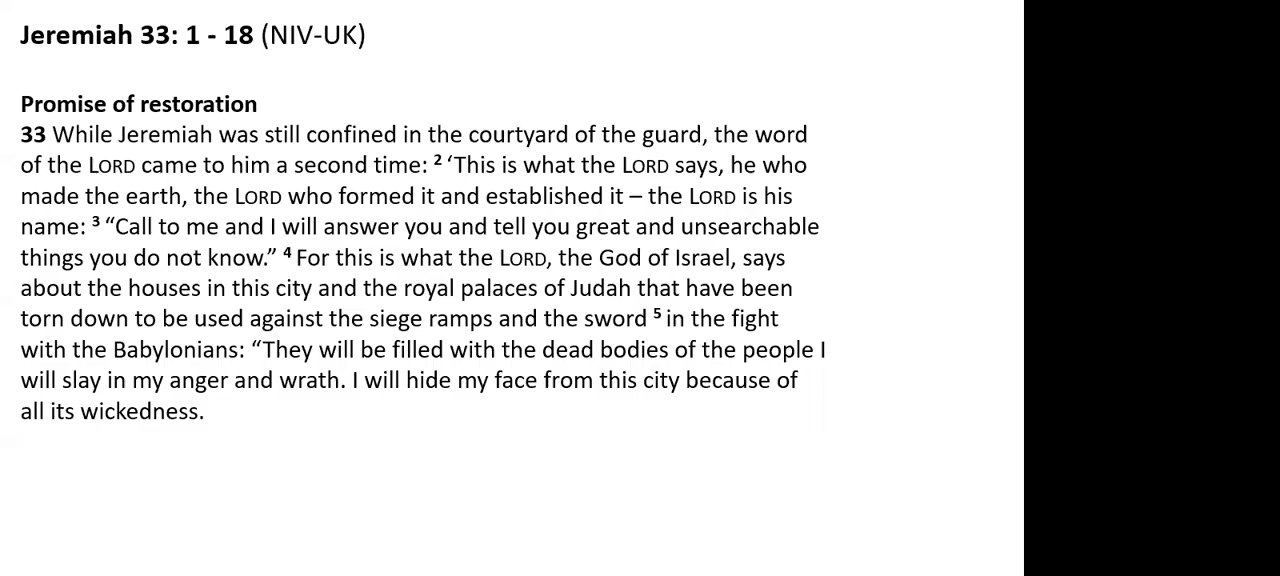 Jeremiah 33: 1 - 18 (NIV-UK)
Promise of restoration
33 While Jeremiah was still confined in the courtyard of the guard, the word
of the LORD came to him a second time: ² ‘This is what the LORD says, he who
made the earth, the LORD who formed it and established it – the LORD is his
name: ³ “Call to me and I will answer you and tell you great and unsearchable
things you do not know.” ⁴ For this is what the LORD, the God of Israel, says
about the houses in this city and the royal palaces of Judah that have been
torn down to be used against the siege ramps and the sword ⁵ in the fight
with the Babylonians: “They will be filled with the dead bodies of the people I
will slay in my anger and wrath. I will hide my face from this city because of
all its wickedness.